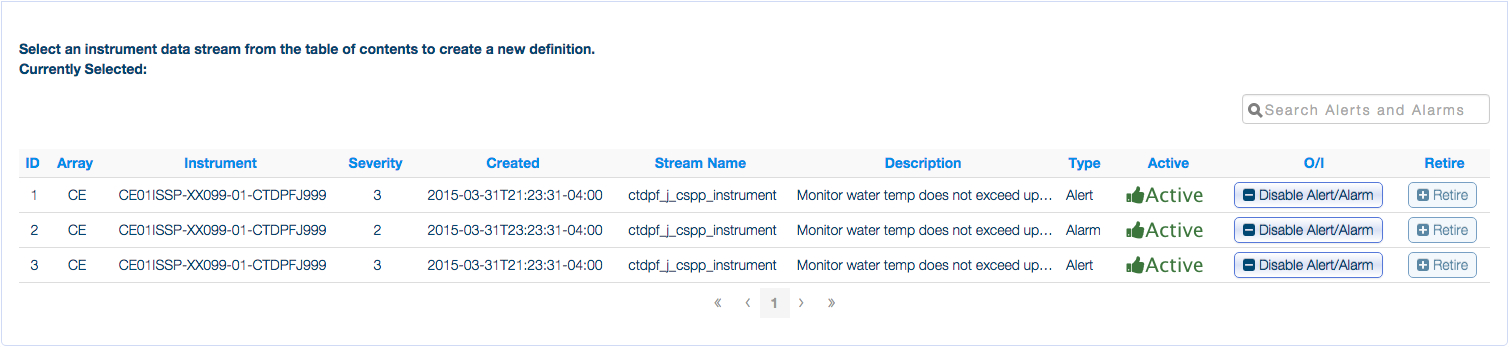 Select an instrument data stream from the table of contents to create a new definition.
Currently Selected:
Search Alerts and Alarms
ID Array Instrument Severity Created Stream Name Description Type Active O/I Retire
1 CE CE01ISSP-XX099-01-CTDPFJ999 3 2015-03-31T21:23:31-04:00 ctdpf_j_cspp_instrument Monitor water temp does not exceed up... Alert Active Disable Alert/Alarm Retire
2 CE CE01ISSP-XX099-01-CTDPFJ999 2 2015-03-31T23:23:31-04:00 ctdpf_j_cspp_instrument Monitor water temp does not exceed up... Alarm Active Disable Alert/Alarm Retire
3 CE CE01ISSP-XX099-01-CTDPFJ999 3 2015-03-31T21:23:31-04:00 ctdpf_j_cspp_instrument Monitor water temp does not exceed up... Alert Active Disable Alert/Alarm Retire
« ‹ 1 › »